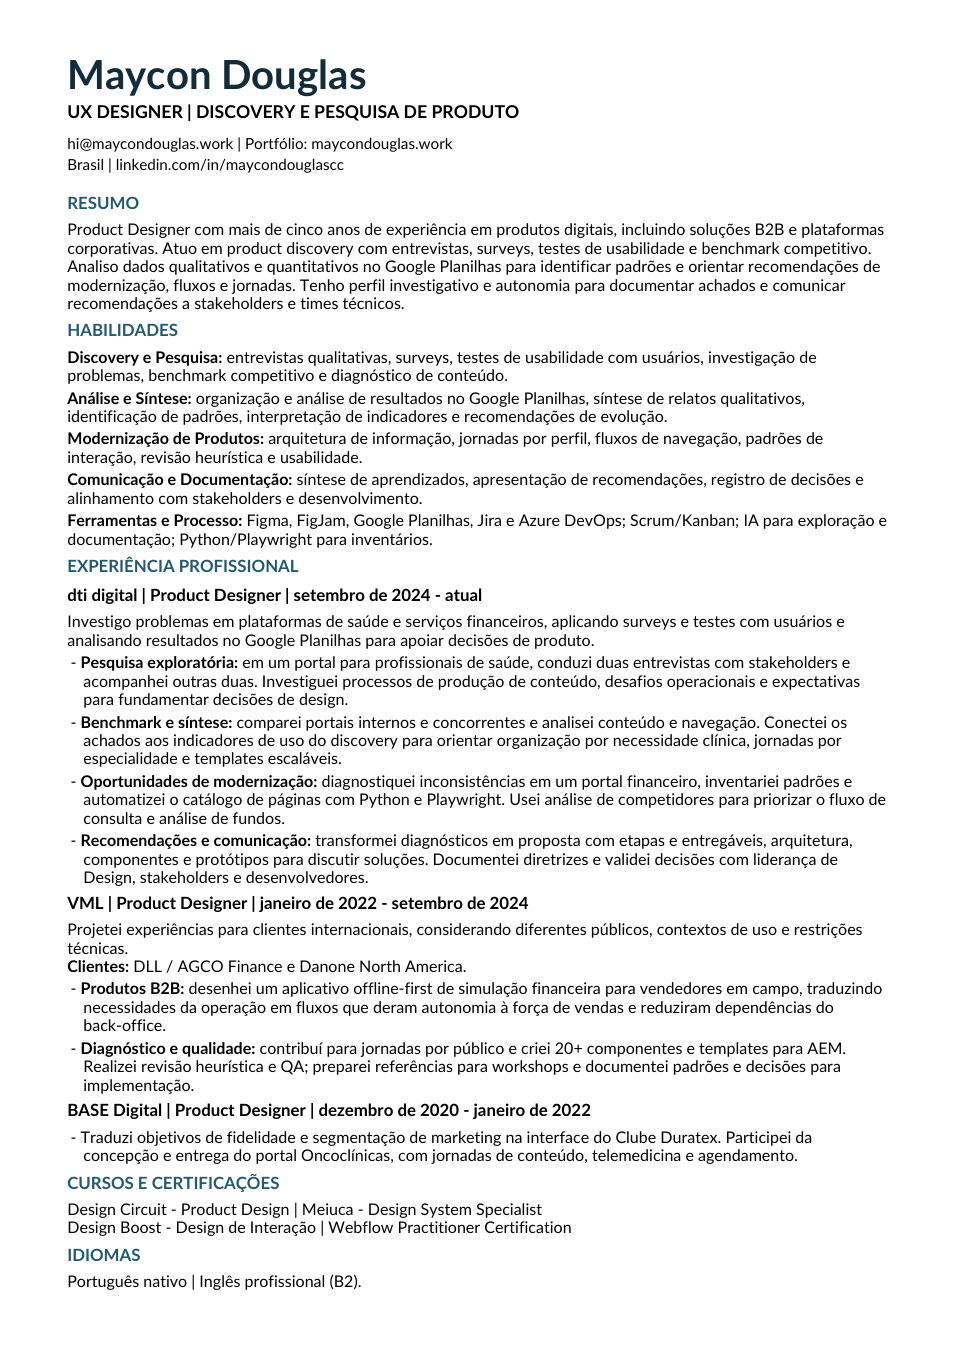 Maycon Douglas
UX DESIGNER | DISCOVERY E PESQUISA DE PRODUTO
hi@maycondouglas.work | Portfólio: maycondouglas.work
Brasil | linkedin.com/in/maycondouglascc
RESUMO
Product Designer com mais de cinco anos de experiência em produtos digitais, incluindo soluções B2B e plataformas
corporativas. Atuo em product discovery com entrevistas, surveys, testes de usabilidade e benchmark competitivo.
Analiso dados qualitativos e quantitativos no Google Planilhas para identificar padrões e orientar recomendações de
modernização, fluxos e jornadas. Tenho perfil investigativo e autonomia para documentar achados e comunicar
recomendações a stakeholders e times técnicos.
HABILIDADES
Discovery e Pesquisa: entrevistas qualitativas, surveys, testes de usabilidade com usuários, investigação de
problemas, benchmark competitivo e diagnóstico de conteúdo.
Análise e Síntese: organização e análise de resultados no Google Planilhas, síntese de relatos qualitativos,
identificação de padrões, interpretação de indicadores e recomendações de evolução.
Modernização de Produtos: arquitetura de informação, jornadas por perfil, fluxos de navegação, padrões de
interação, revisão heurística e usabilidade.
Comunicação e Documentação: síntese de aprendizados, apresentação de recomendações, registro de decisões e
alinhamento com stakeholders e desenvolvimento.
Ferramentas e Processo: Figma, FigJam, Google Planilhas, Jira e Azure DevOps; Scrum/Kanban; IA para exploração e
documentação; Python/Playwright para inventários.
EXPERIÊNCIA PROFISSIONAL
dti digital | Product Designer | setembro de 2024 - atual
Investigo problemas em plataformas de saúde e serviços financeiros, aplicando surveys e testes com usuários e
analisando resultados no Google Planilhas para apoiar decisões de produto.
- Pesquisa exploratória: em um portal para profissionais de saúde, conduzi duas entrevistas com stakeholders e
acompanhei outras duas. Investiguei processos de produção de conteúdo, desafios operacionais e expectativas
para fundamentar decisões de design.
- Benchmark e síntese: comparei portais internos e concorrentes e analisei conteúdo e navegação. Conectei os
achados aos indicadores de uso do discovery para orientar organização por necessidade clínica, jornadas por
especialidade e templates escaláveis.
- Oportunidades de modernização: diagnostiquei inconsistências em um portal financeiro, inventariei padrões e
automatizei o catálogo de páginas com Python e Playwright. Usei análise de competidores para priorizar o fluxo de
consulta e análise de fundos.
- Recomendações e comunicação: transformei diagnósticos em proposta com etapas e entregáveis, arquitetura,
componentes e protótipos para discutir soluções. Documentei diretrizes e validei decisões com liderança de
Design, stakeholders e desenvolvedores.
VML | Product Designer | janeiro de 2022 - setembro de 2024
Projetei experiências para clientes internacionais, considerando diferentes públicos, contextos de uso e restrições
técnicas.
Clientes: DLL / AGCO Finance e Danone North America.
- Produtos B2B: desenhei um aplicativo offline-first de simulação financeira para vendedores em campo, traduzindo
necessidades da operação em fluxos que deram autonomia à força de vendas e reduziram dependências do
back-office.
- Diagnóstico e qualidade: contribuí para jornadas por público e criei 20+ componentes e templates para AEM.
Realizei revisão heurística e QA; preparei referências para workshops e documentei padrões e decisões para
implementação.
BASE Digital | Product Designer | dezembro de 2020 - janeiro de 2022
- Traduzi objetivos de fidelidade e segmentação de marketing na interface do Clube Duratex. Participei da
concepção e entrega do portal Oncoclínicas, com jornadas de conteúdo, telemedicina e agendamento.
CURSOS E CERTIFICAÇÕES
Design Circuit - Product Design | Meiuca - Design System Specialist
Design Boost - Design de Interação | Webflow Practitioner Certification
IDIOMAS
Português nativo | Inglês profissional (B2).